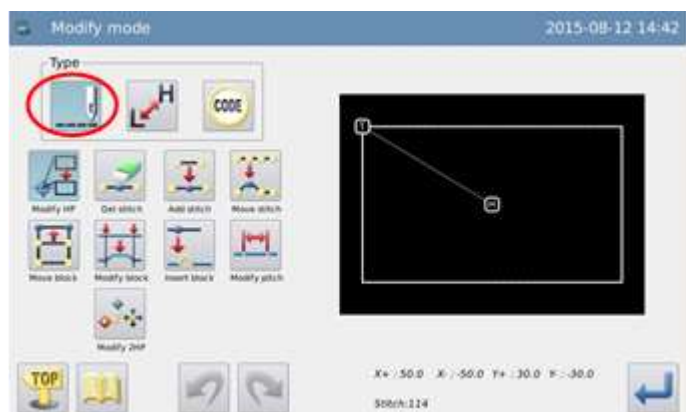 Modify mode 2015-08-12 14:42
Type
L H CODE
Modify HP Del stitch Add stitch Move stitch
Move block Modify block Insert block Modify pitch
Modify 2HP
X+ : 50.0 X- : -50.0 Y+ : 30.0 Y- : -30.0
TOP
Stitch:114